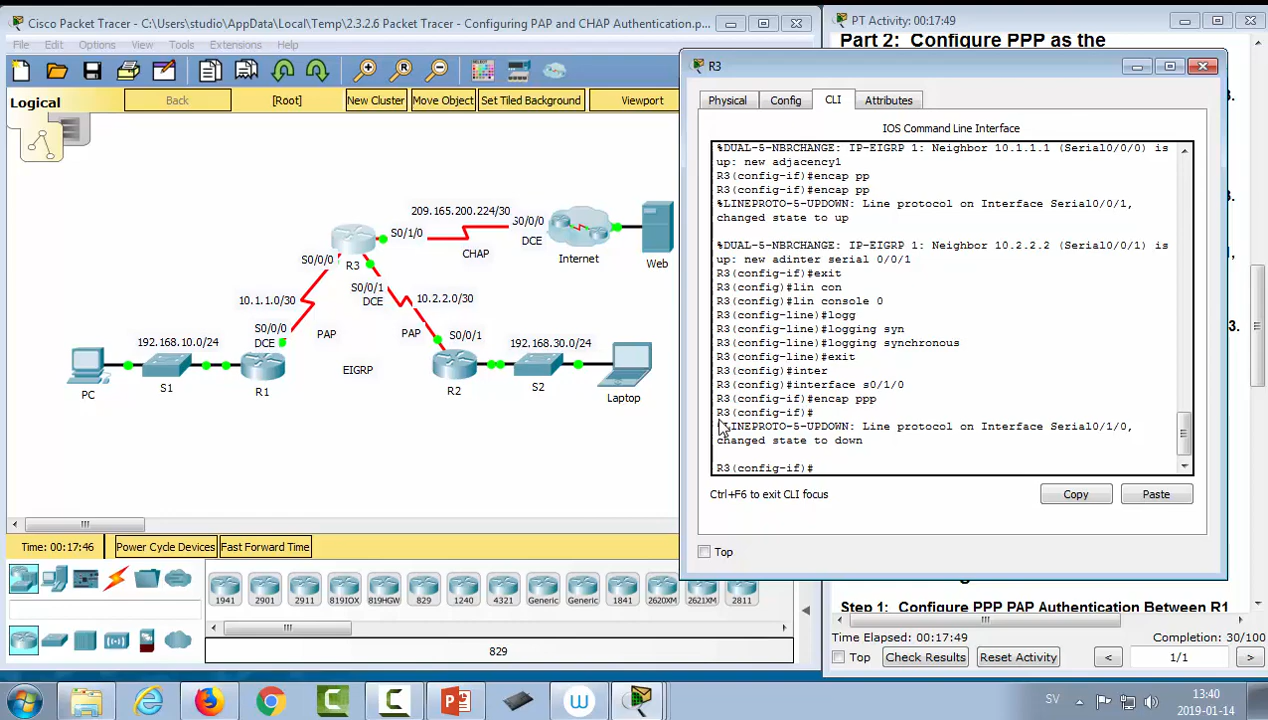 Cisco Packet Tracer - C:\Users\studio\AppData\Local\Temp\2.3.2.6 Packet Tracer - Configuring PAP and CHAP Authentication.p...
File Edit Options View Tools Extensions Help
Logical
Back
[Root]
New Cluster
Move Object
Set Tiled Background
Viewport
209.165.200.224/30
S0/0/0
S0/1/0
DCE
CHAP
Internet
Web
S0/0/0
R3
S0/0/1
DCE
10.1.1.0/30
10.2.2.0/30
S0/0/0
DCE
PAP
PAP
S0/0/1
192.168.10.0/24
192.168.30.0/24
EIGRP
PC
S1
R1
R2
S2
Laptop
Time: 00:17:46
Power Cycle Devices
Fast Forward Time
1941
2901
2911
819IOX
819HGW
829
1240
4321
Generic
Generic
1841
2620XM
2621XM
2811
829
R3
Physical
Config
CLI
Attributes
IOS Command Line Interface
%DUAL-5-NBRCHANGE: IP-EIGRP 1: Neighbor 10.1.1.1 (Serial0/0/0) is
up: new adjacency1
R3(config-if)#encap pp
R3(config-if)#encap pp
%LINEPROTO-5-UPDOWN: Line protocol on Interface Serial0/0/1,
changed state to up
%DUAL-5-NBRCHANGE: IP-EIGRP 1: Neighbor 10.2.2.2 (Serial0/0/1) is
up: new adinter serial 0/0/1
R3(config-if)#exit
R3(config)#lin con
R3(config)#lin console 0
R3(config-line)#logg
R3(config-line)#logging syn
R3(config-line)#logging synchronous
R3(config-line)#exit
R3(config)#inter
R3(config)#interface s0/1/0
R3(config-if)#encap ppp
R3(config-if)#
%LINEPROTO-5-UPDOWN: Line protocol on Interface Serial0/1/0,
changed state to down
R3(config-if)#
Ctrl+F6 to exit CLI focus
Copy
Paste
Top
PT Activity: 00:17:49
Part 2: Configure PPP as the
3.
Step 1: Configure PPP PAP Authentication Between R1
Time Elapsed: 00:17:49
Completion: 30/100
Top
Check Results
Reset Activity
<
1/1
>
SV
13:40
2019-01-14